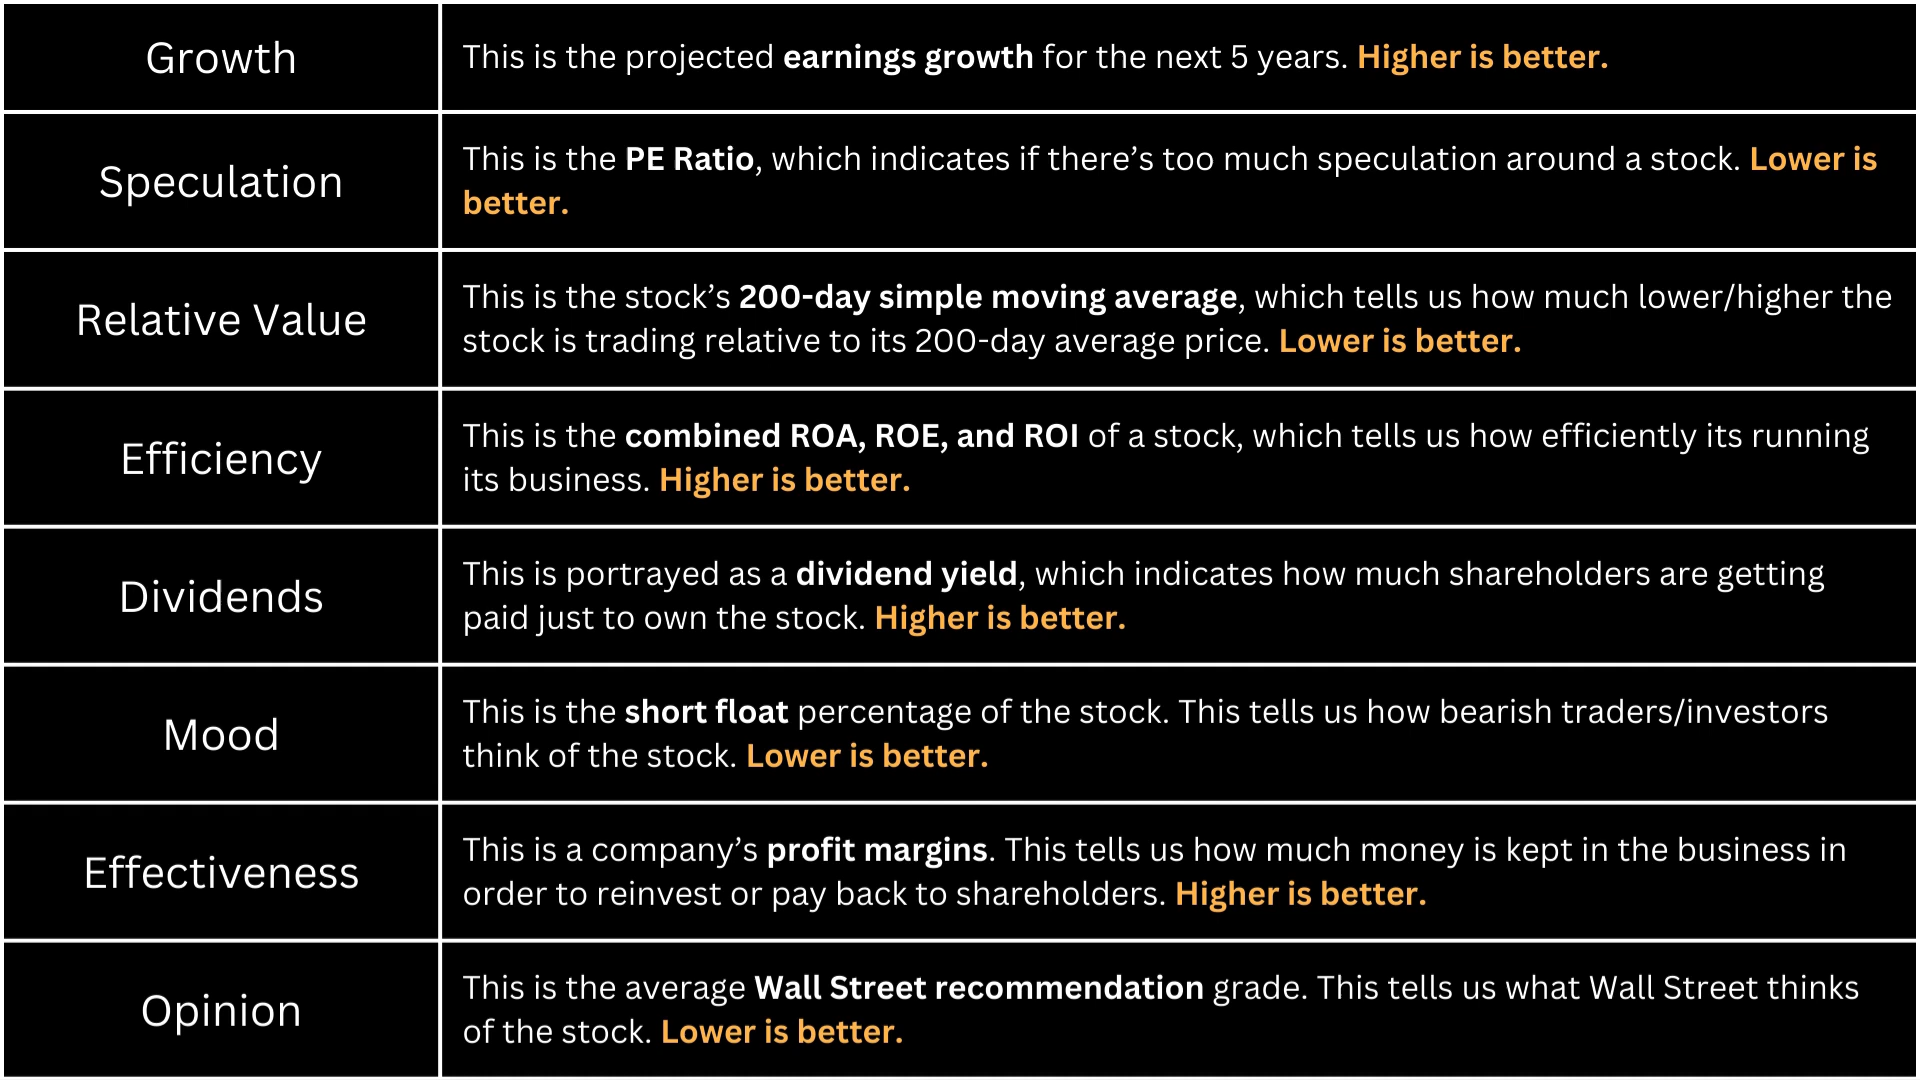 Growth
This is the projected earnings growth for the next 5 years. Higher is better.
Speculation
This is the PE Ratio, which indicates if there’s too much speculation around a stock. Lower is
better.
Relative Value
This is the stock’s 200-day simple moving average, which tells us how much lower/higher the
stock is trading relative to its 200-day average price. Lower is better.
Efficiency
This is the combined ROA, ROE, and ROI of a stock, which tells us how efficiently its running
its business. Higher is better.
Dividends
This is portrayed as a dividend yield, which indicates how much shareholders are getting
paid just to own the stock. Higher is better.
Mood
This is the short float percentage of the stock. This tells us how bearish traders/investors
think of the stock. Lower is better.
Effectiveness
This is a company’s profit margins. This tells us how much money is kept in the business in
order to reinvest or pay back to shareholders. Higher is better.
Opinion
This is the average Wall Street recommendation grade. This tells us what Wall Street thinks
of the stock. Lower is better.